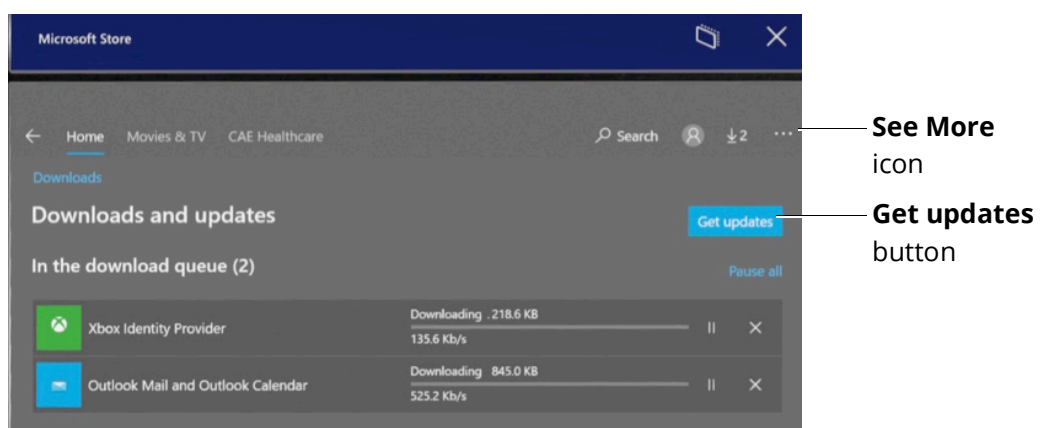 Microsoft Store
Home Movies & TV CAE Healthcare Search 2 ...
See More
icon
Downloads
Downloads and updates
Get updates
Get updates
button
In the download queue (2)
Pause all
Xbox Identity Provider
Downloading .218.6 KB
135.6 Kb/s
Outlook Mail and Outlook Calendar
Downloading 845.0 KB
525.2 Kb/s